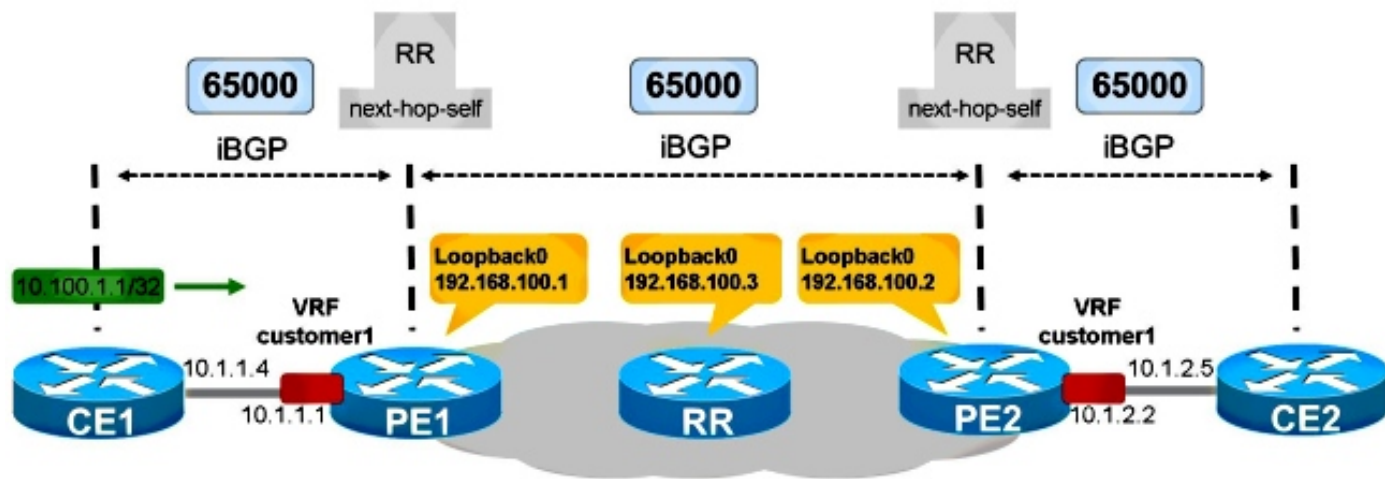 RR
next-hop-self
RR
next-hop-self
65000
65000
65000
iBGP
iBGP
iBGP
10.100.1.1/32
Loopback0
192.168.100.1
Loopback0
192.168.100.3
Loopback0
192.168.100.2
VRF
customer1
VRF
customer1
10.1.1.4
10.1.1.1
10.1.2.5
10.1.2.2
CE1
PE1
RR
PE2
CE2